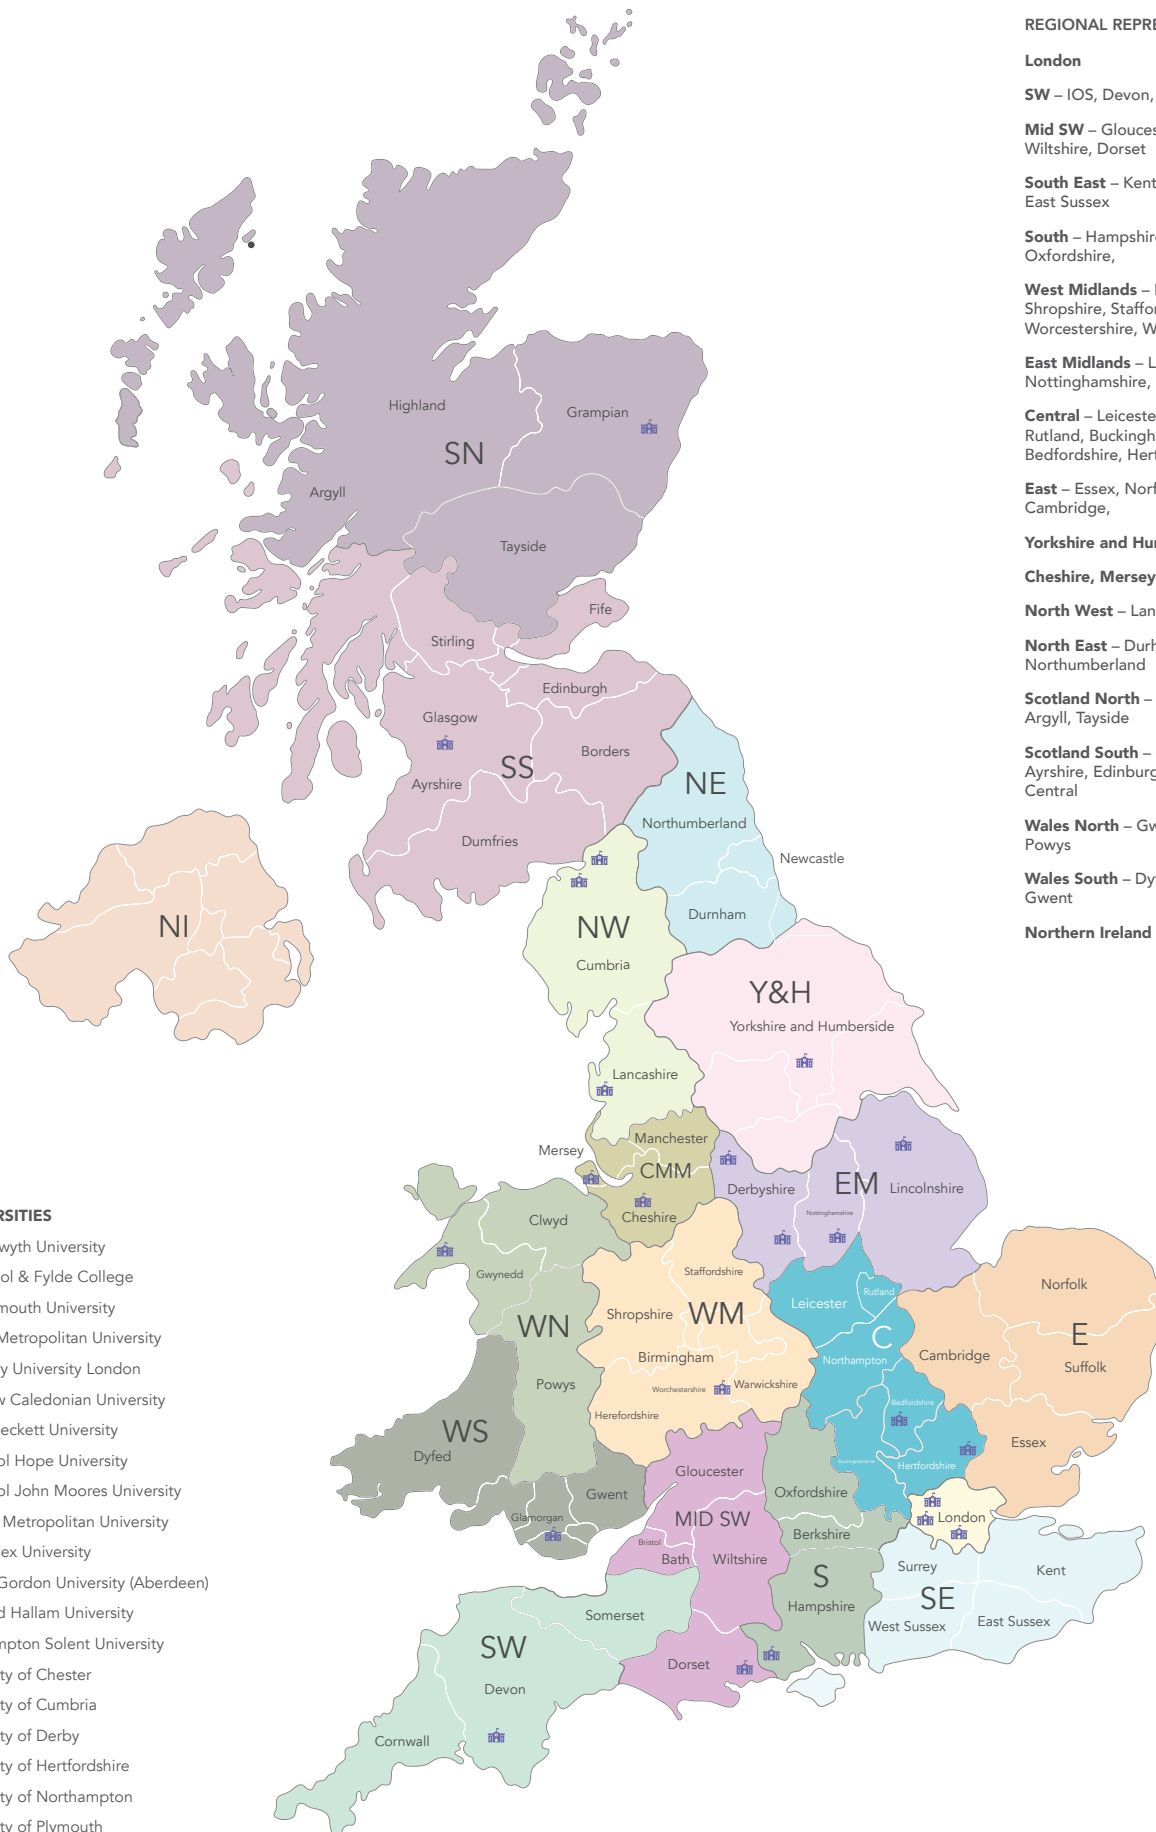 REGIONAL REPRE
London
SW – IOS, Devon,
Mid SW – Glouces
Wiltshire, Dorset
South East – Kent
East Sussex
South – Hampshir
Oxfordshire,
West Midlands –
Shropshire, Staffor
Worcestershire, W
East Midlands – L
Nottinghamshire,
Central – Leiceste
Rutland, Buckingh
Bedfordshire, Her
East – Essex, Norf
Cambridge,
Yorkshire and Hu
Cheshire, Mersey
North West – Lan
North East – Durh
Northumberland
Scotland North –
Argyll, Tayside
Scotland South –
Ayrshire, Edinburg
Central
Wales North – Gw
Powys
Wales South – Dy
Gwent
Northern Ireland
Highland
Grampian
SN
Argyll
Tayside
Fife
Stirling
Edinburgh
Glasgow
Borders
SS
Ayrshire
Dumfries
NE
Northumberland
Newcastle
Durnham
NI
NW
Cumbria
Y&H
Yorkshire and Humberside
Lancashire
Manchester
Mersey
CMM
Cheshire
Derbyshire
EM
Lincolnshire
Nottinghamshire
Clwyd
Gwynedd
WN
Powys
Staffordshire
Shropshire
WM
Birmingham
Worchestershire
Warwickshire
Herefordshire
Leicester
Rutland
C
Northampton
Bedfordshire
Buckinghamshire
Hertfordshire
Norfolk
E
Cambridge
Suffolk
Essex
WS
Dyfed
Gwent
Glamorgan
Gloucester
MID SW
Bristol
Bath
Wiltshire
Dorset
Oxfordshire
Berkshire
S
Hampshire
London
Surrey
Kent
SE
West Sussex
East Sussex
Somerset
SW
Devon
Cornwall
RSITIES
wyth University
ol & Fylde College
mouth University
Metropolitan University
y University London
w Caledonian University
eckett University
ol Hope University
ol John Moores University
Metropolitan University
ex University
Gordon University (Aberdeen)
d Hallam University
mpton Solent University
ty of Chester
ty of Cumbria
ty of Derby
ty of Hertfordshire
ty of Northampton
ty of Plymouth